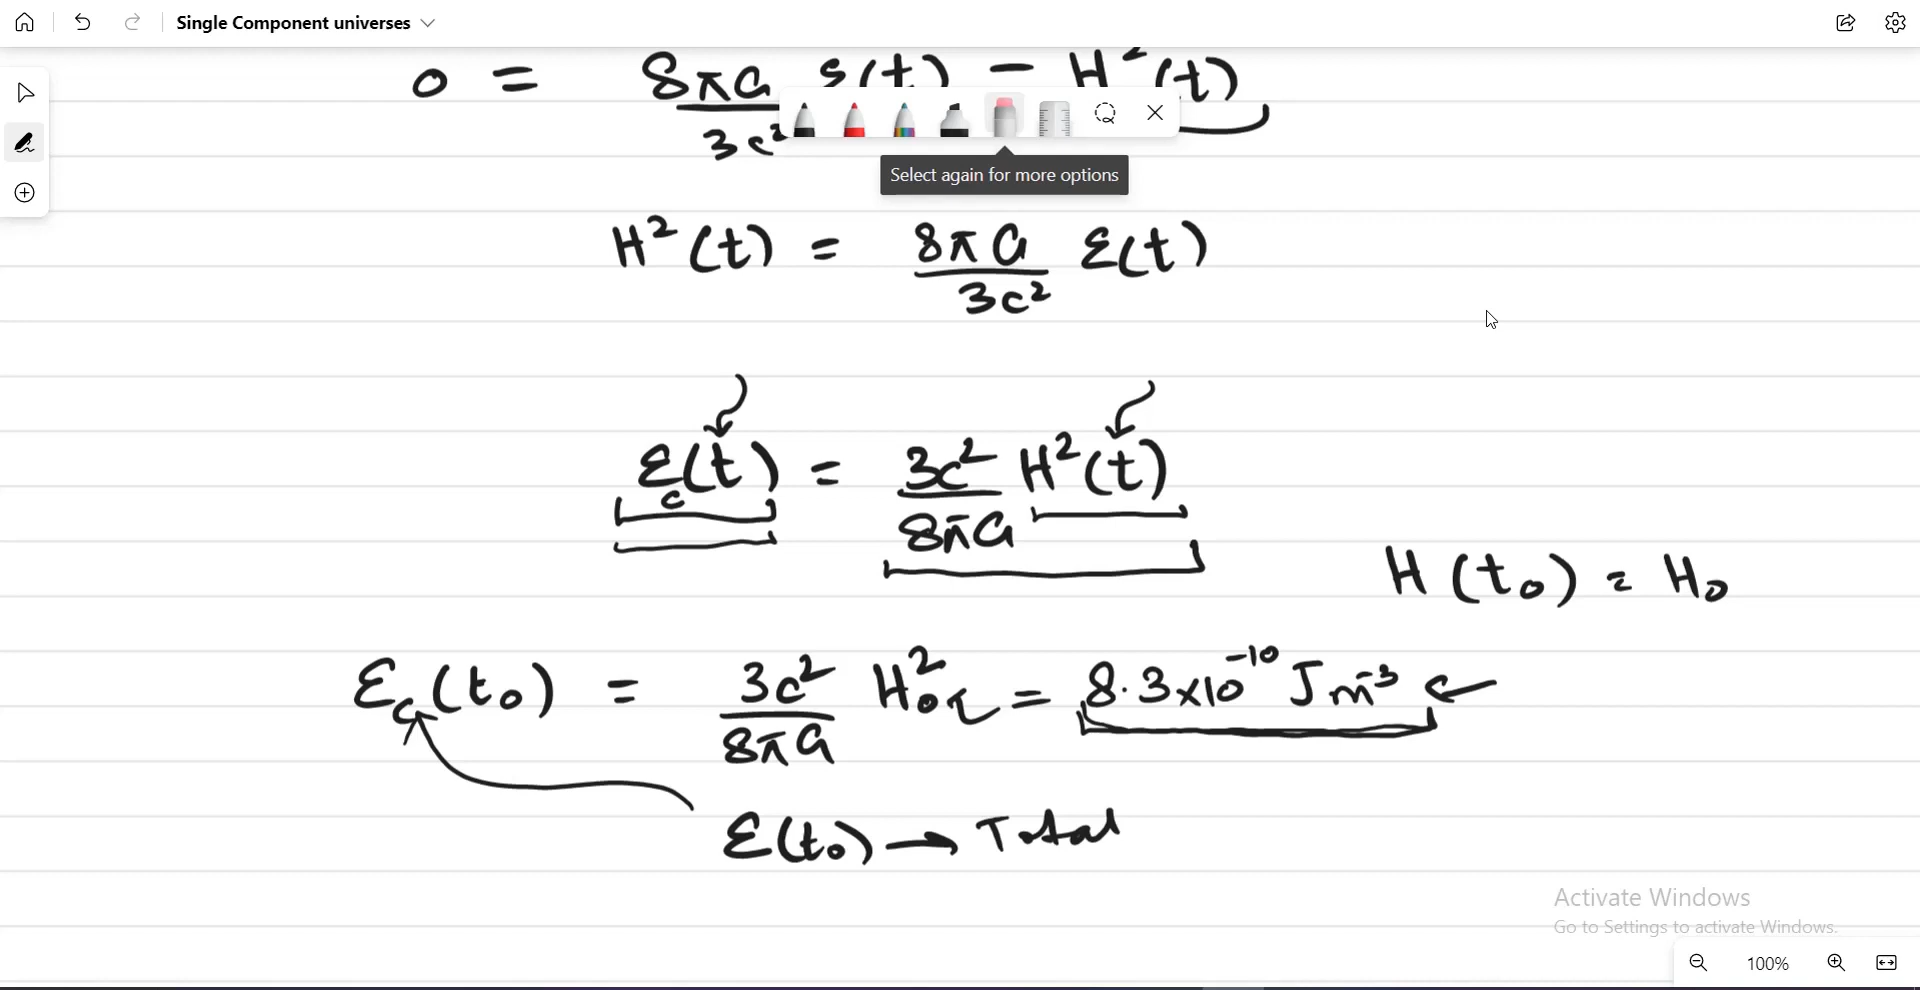 Single Component universes
0 = 8πG/3c² ε(t) − H²(t)
Select again for more options
H²(t) = 8πG/3c² ε(t)
ε_c(t) = 3c²/8πG H²(t)
H(t₀) = H₀
ε_c(t₀) = 3c²/8πG H₀² = 8.3×10⁻¹⁰ J m⁻³
ε(t₀) → Total
Activate Windows
Go to Settings to activate Windows.
100%